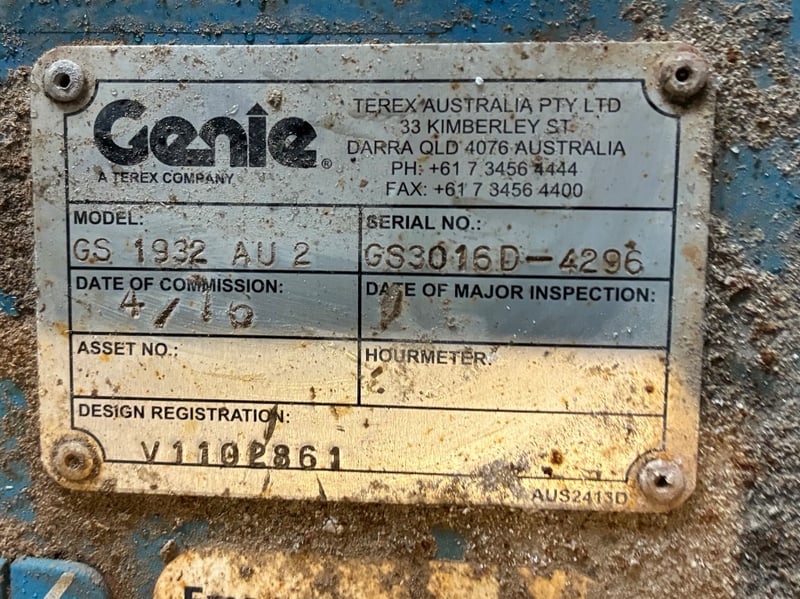 Genie®
A TEREX COMPANY
TEREX AUSTRALIA PTY LTD
33 KIMBERLEY ST.
DARRA QLD 4076 AUSTRALIA
PH: +61 7 3456 4444
FAX: +61 7 3456 4400
MODEL:
GS 1932 AU 2
SERIAL NO.:
GS3016D-4296
DATE OF COMMISSION:
4/16
DATE OF MAJOR INSPECTION:
ASSET NO.:
HOURMETER:
DESIGN REGISTRATION:
V1102861
AUS2413D